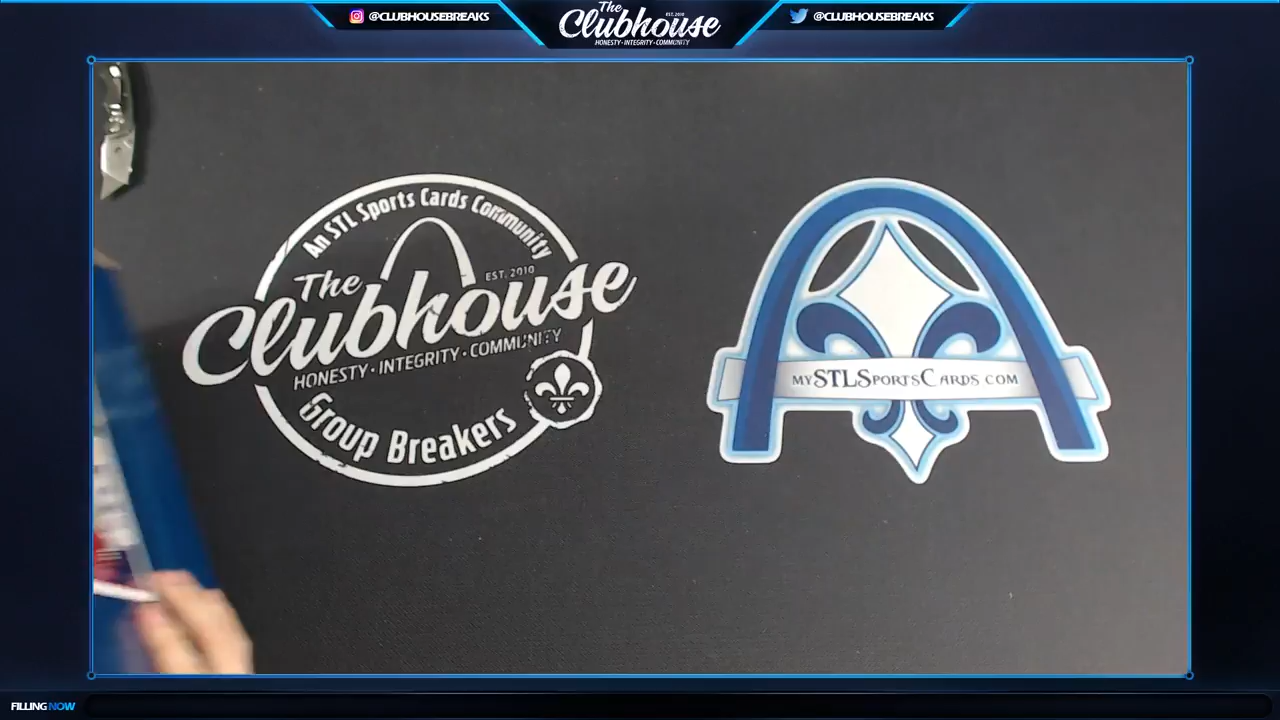 @CLUBHOUSEBREAKS
The
Clubhouse
EST. 2010
HONESTY • INTEGRITY • COMMUNITY
@CLUBHOUSEBREAKS
An STL Sports Cards Community
The
Clubhouse
EST. 2010
HONESTY • INTEGRITY • COMMUNITY
Group Breakers
mySTLSportsCards.com
FILLING NOW